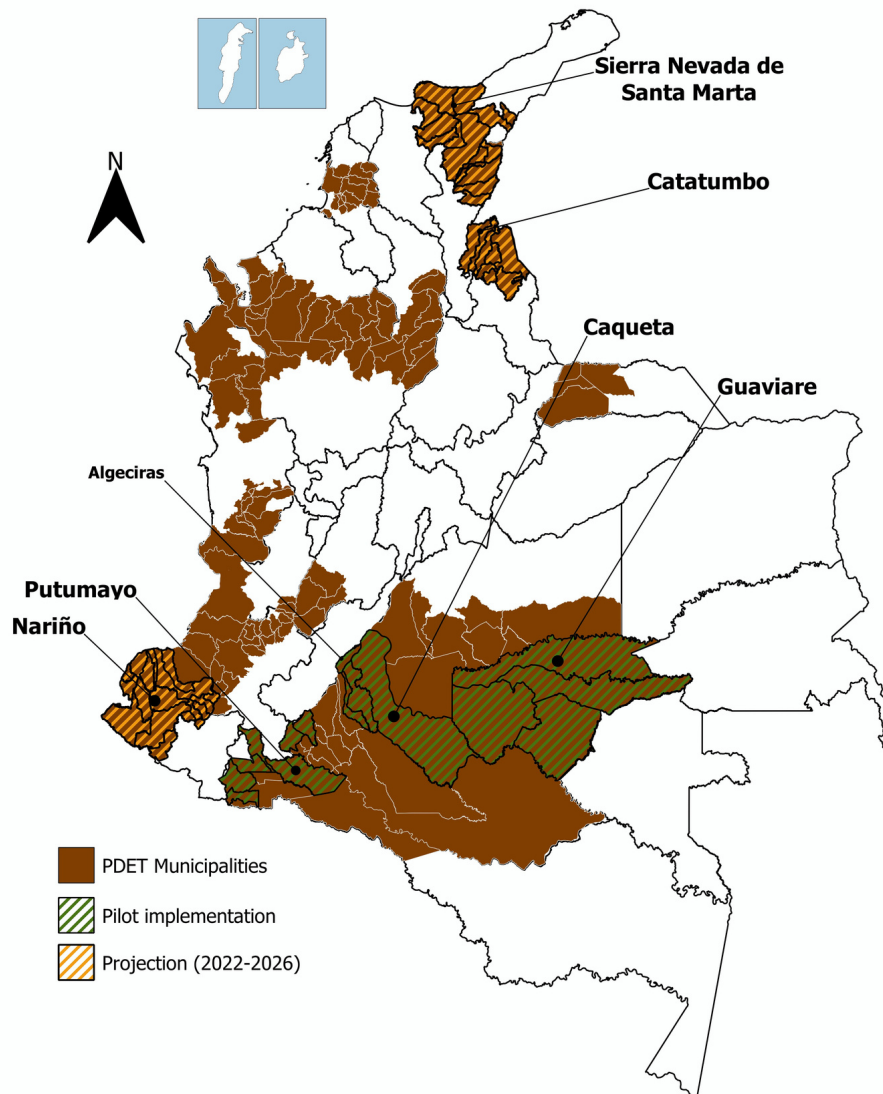 Sierra Nevada de
Santa Marta
N
Catatumbo
Caqueta
Guaviare
Algeciras
Putumayo
Nariño
PDET Municipalities
Pilot implementation
Projection (2022-2026)